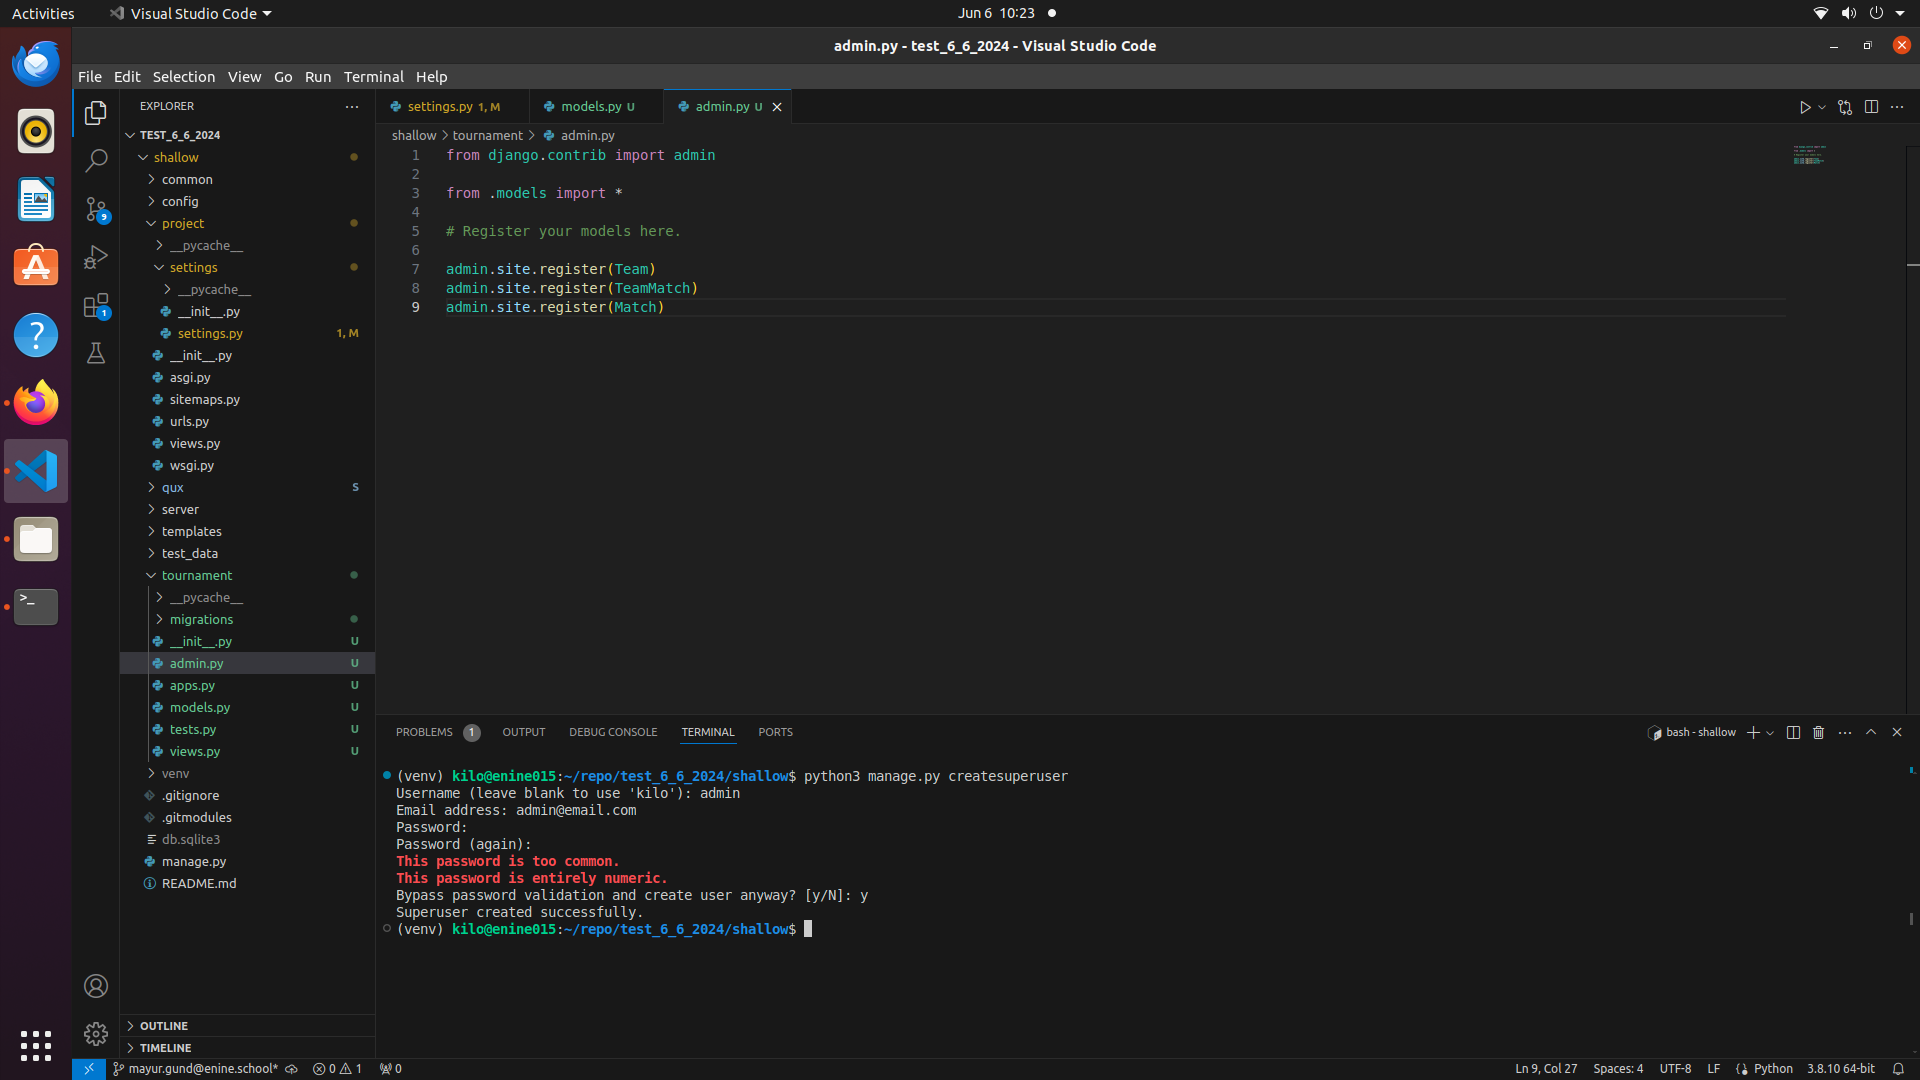 Activities
Visual Studio Code
Jun 6 10:23
admin.py - test_6_6_2024 - Visual Studio Code
File Edit Selection View Go Run Terminal Help
EXPLORER
TEST_6_6_2024
shallow
common
config
project
__pycache__
settings
__pycache__
__init__.py
settings.py 1, M
__init__.py
asgi.py
sitemaps.py
urls.py
views.py
wsgi.py
qux S
server
templates
test_data
tournament
__pycache__
migrations
__init__.py U
admin.py U
apps.py U
models.py U
tests.py U
views.py U
venv
.gitignore
.gitmodules
db.sqlite3
manage.py
README.md
OUTLINE
TIMELINE
9
1
settings.py 1, M
models.py U
admin.py U
shallow > tournament > admin.py
1 from django.contrib import admin
2
3 from .models import *
4
5 # Register your models here.
6
7 admin.site.register(Team)
8 admin.site.register(TeamMatch)
9 admin.site.register(Match)
PROBLEMS 1 OUTPUT DEBUG CONSOLE TERMINAL PORTS
bash - shallow
(venv) kilo@enine015:~/repo/test_6_6_2024/shallow$ python3 manage.py createsuperuser
Username (leave blank to use 'kilo'): admin
Email address: admin@email.com
Password:
Password (again):
This password is too common.
This password is entirely numeric.
Bypass password validation and create user anyway? [y/N]: y
Superuser created successfully.
(venv) kilo@enine015:~/repo/test_6_6_2024/shallow$
mayur.gund@enine.school* 0 1 0
Ln 9, Col 27 Spaces: 4 UTF-8 LF Python 3.8.10 64-bit